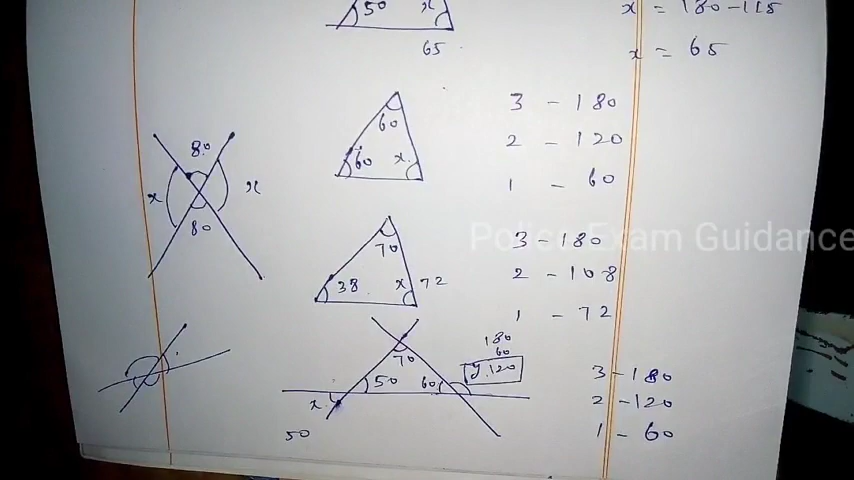 50 x
65
x = 180-115
x = 65
60
60 x
3 - 180
2 - 120
1 - 60
80
x x
80
70
38 x 72
3 - 180
2 - 108
1 - 72
Police Exam Guidance
70
50 60
x
50
180
60
y.120
3 - 180
2 - 120
1 - 60